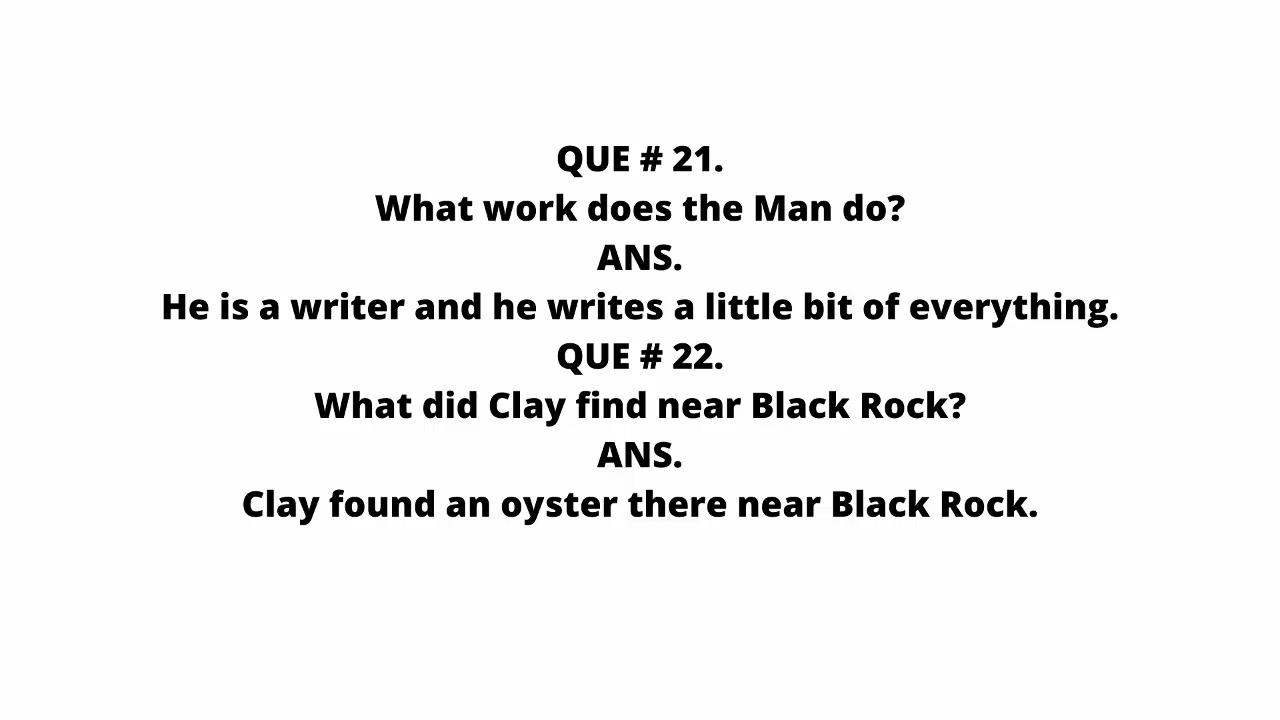 QUE # 21.
What work does the Man do?
ANS.
He is a writer and he writes a little bit of everything.
QUE # 22.
What did Clay find near Black Rock?
ANS.
Clay found an oyster there near Black Rock.